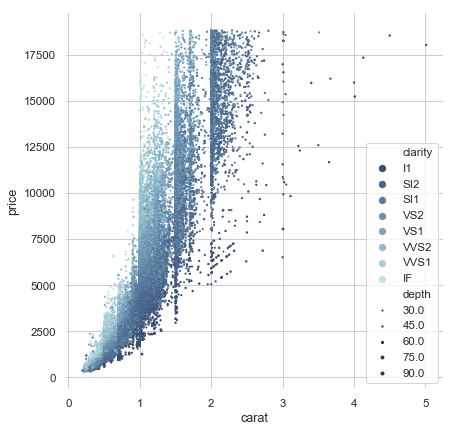 17500
15000
12500
10000
7500
5000
2500
0
price
0
1
2
3
4
5
carat
clarity
I1
SI2
SI1
VS2
VS1
VVS2
VVS1
IF
depth
30.0
45.0
60.0
75.0
90.0